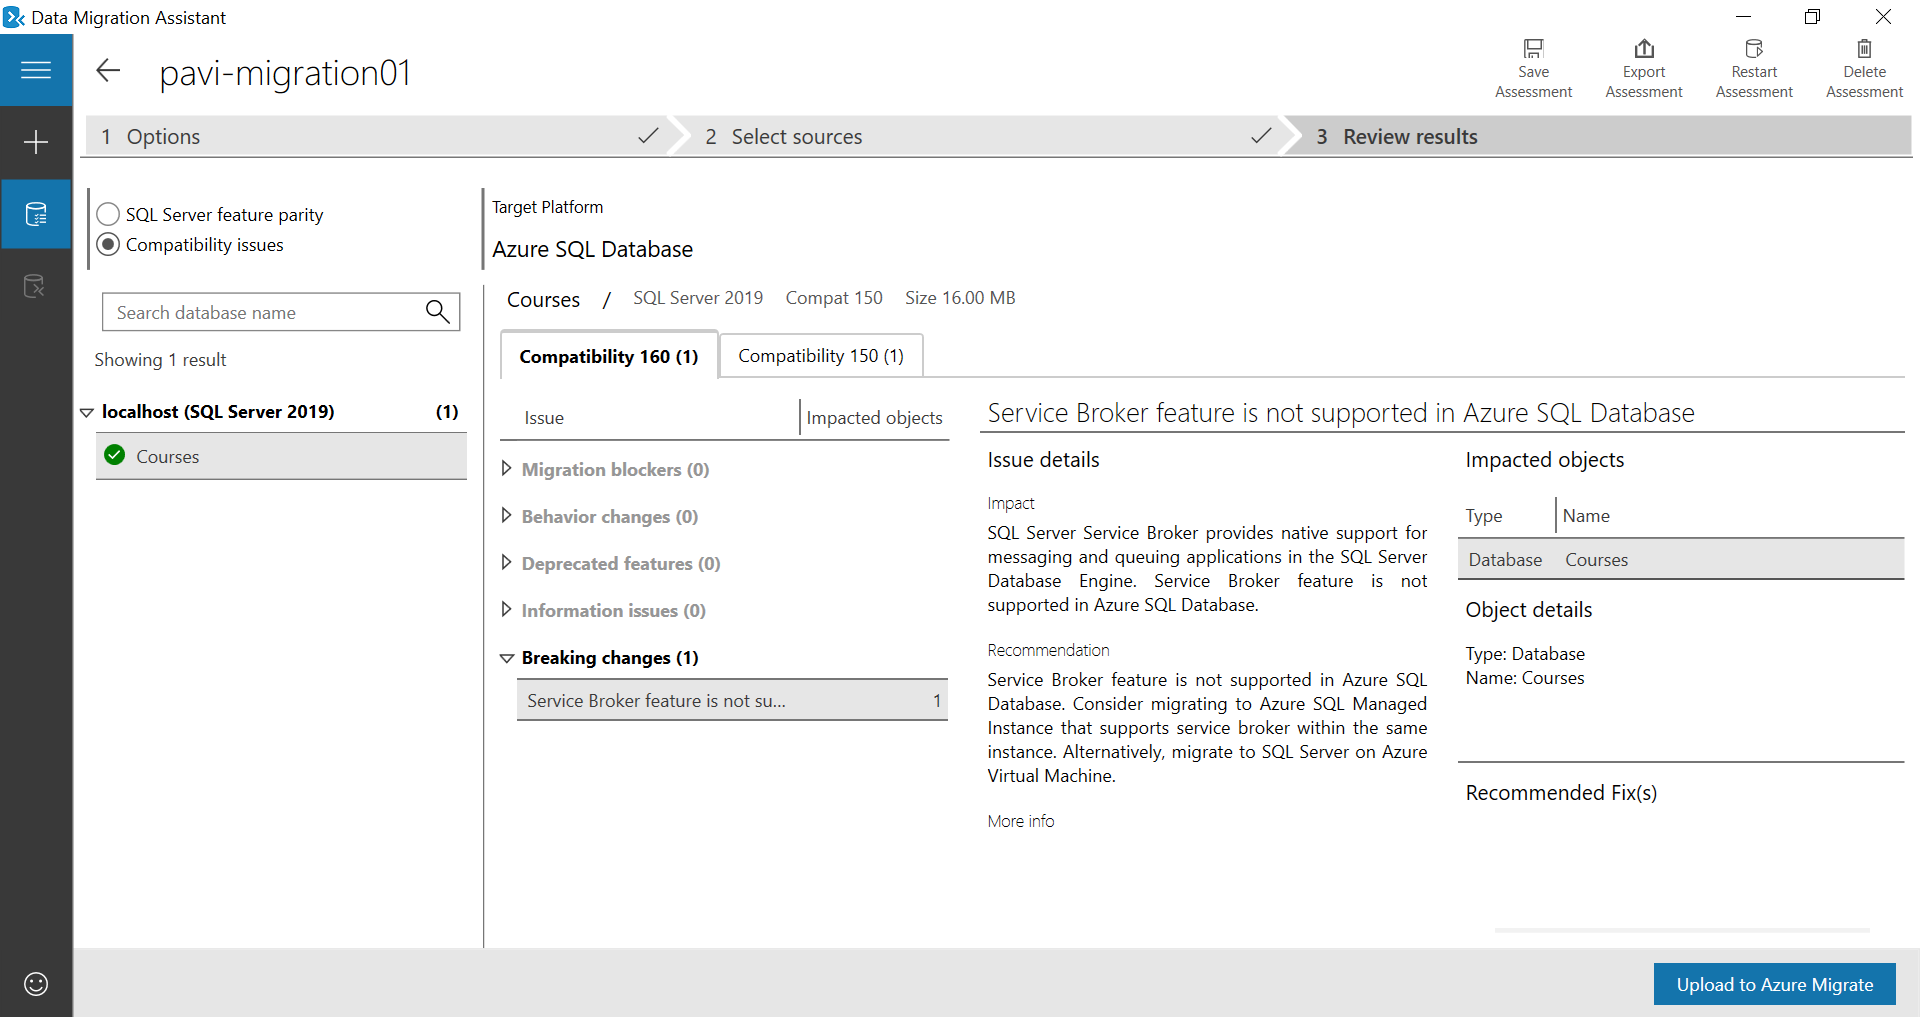 Data Migration Assistant
pavi-migration01
Save
Assessment
Export
Assessment
Restart
Assessment
Delete
Assessment
1 Options
2 Select sources
3 Review results
SQL Server feature parity
Compatibility issues
Target Platform
Azure SQL Database
Search database name
Showing 1 result
localhost (SQL Server 2019) (1)
Courses
Courses / SQL Server 2019 Compat 150 Size 16.00 MB
Compatibility 160 (1)
Compatibility 150 (1)
Issue Impacted objects
Migration blockers (0)
Behavior changes (0)
Deprecated features (0)
Information issues (0)
Breaking changes (1)
Service Broker feature is not su... 1
Service Broker feature is not supported in Azure SQL Database
Issue details
Impact
SQL Server Service Broker provides native support for
messaging and queuing applications in the SQL Server
Database Engine. Service Broker feature is not
supported in Azure SQL Database.
Recommendation
Service Broker feature is not supported in Azure SQL
Database. Consider migrating to Azure SQL Managed
Instance that supports service broker within the same
instance. Alternatively, migrate to SQL Server on Azure
Virtual Machine.
More info
Impacted objects
Type Name
Database Courses
Object details
Type: Database
Name: Courses
Recommended Fix(s)
Upload to Azure Migrate